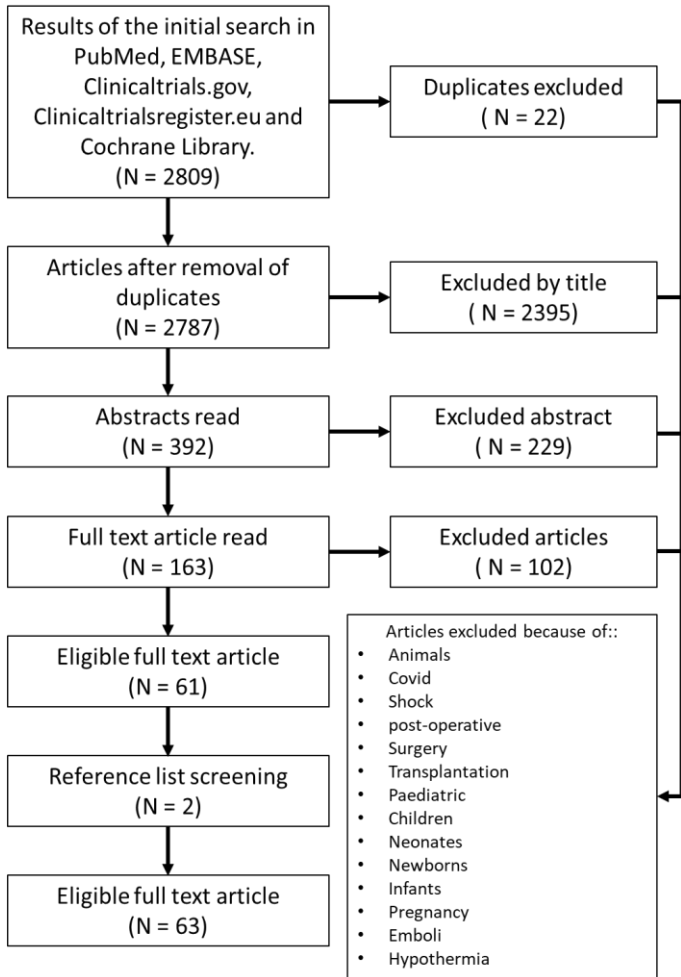 Results of the initial search in
PubMed, EMBASE,
Clinicaltrials.gov,
Clinicaltrialsregister.eu and
Cochrane Library.
(N = 2809)
Duplicates excluded
( N = 22)
Articles after removal of
duplicates
(N = 2787)
Excluded by title
( N = 2395)
Abstracts read
(N = 392)
Excluded abstract
( N = 229)
Full text article read
(N = 163)
Excluded articles
( N = 102)
Eligible full text article
(N = 61)
Reference list screening
(N = 2)
Eligible full text article
N = 63)
Articles excluded because of::
• Animals
• Covid
• Shock
• post-operative
• Surgery
• Transplantation
• Paediatric
• Children
• Neonates
• Newborns
• Infants
• Pregnancy
• Emboli
• Hypothermia